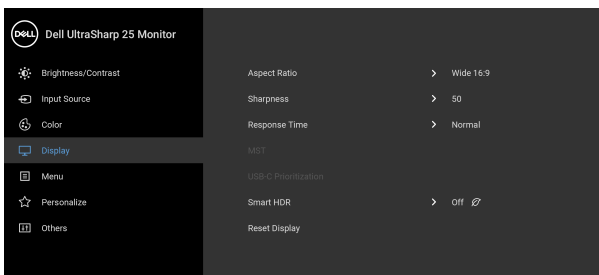 DELL Dell UltraSharp 25 Monitor
Brightness/Contrast
Input Source
Color
Display
Menu
Personalize
Others
Aspect Ratio > Wide 16:9
Sharpness > 50
Response Time > Normal
MST
USB-C Prioritization
Smart HDR > Off
Reset Display